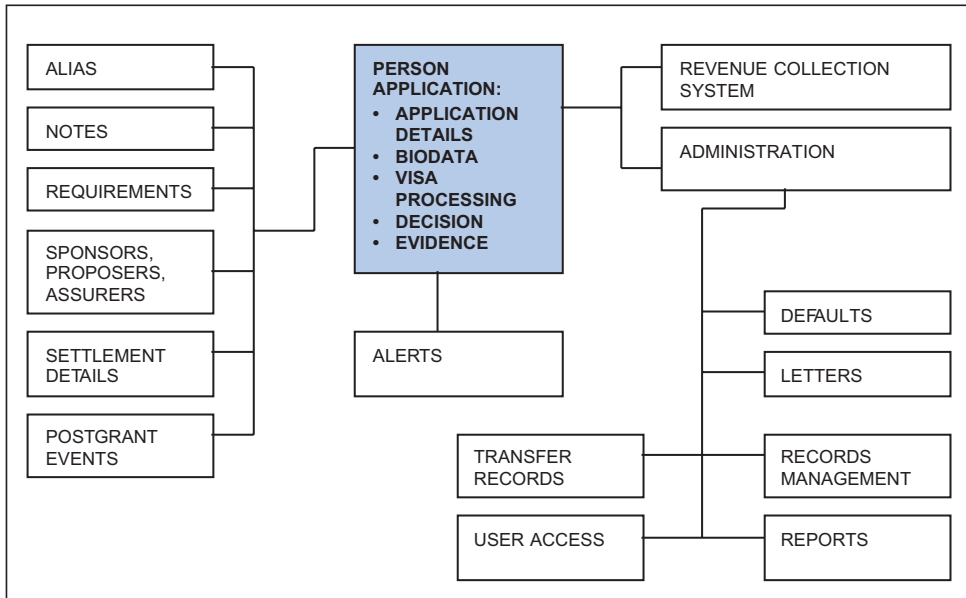 ALIAS
NOTES
REQUIREMENTS
SPONSORS,
PROPOSERS,
ASSURERS
SETTLEMENT
DETAILS
POSTGRANT
EVENTS
PERSON
APPLICATION:
• APPLICATION
DETAILS
• BIODATA
• VISA
PROCESSING
• DECISION
• EVIDENCE
ALERTS
REVENUE COLLECTION
SYSTEM
ADMINISTRATION
DEFAULTS
LETTERS
TRANSFER
RECORDS
RECORDS
MANAGEMENT
USER ACCESS
REPORTS